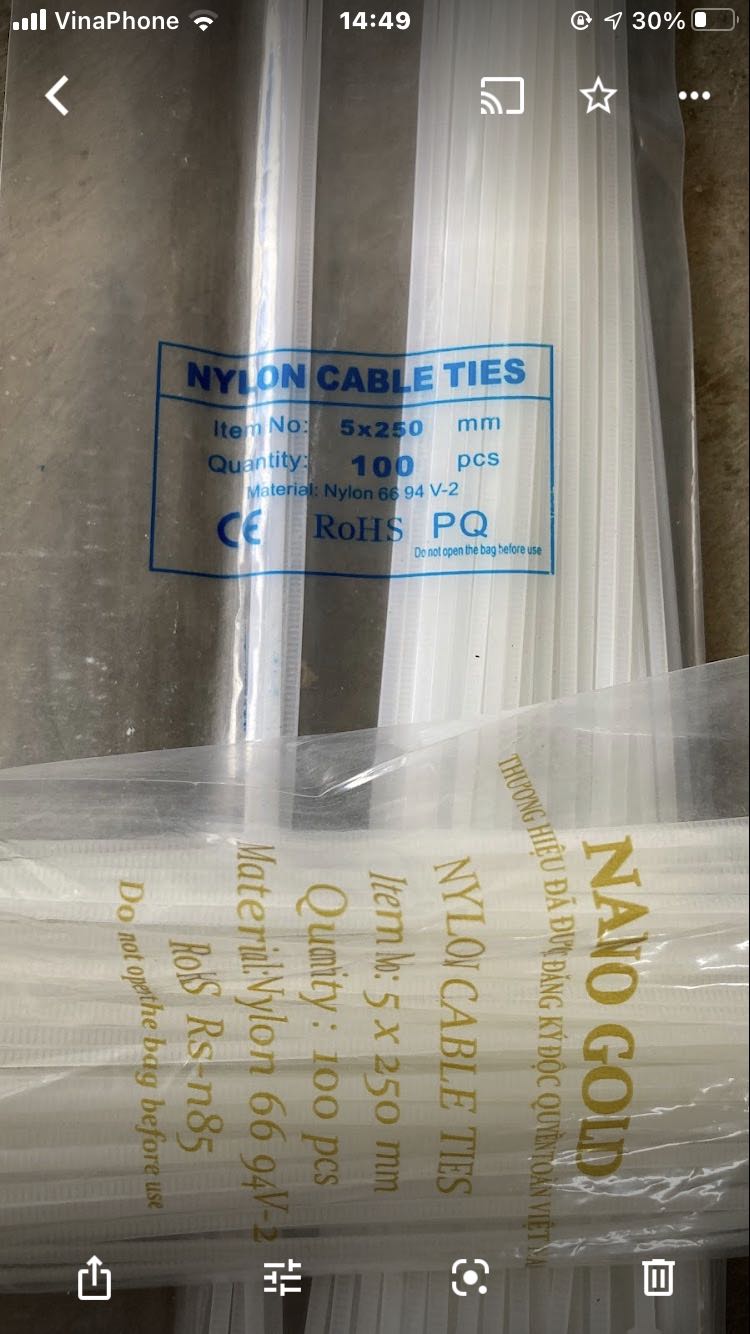 VinaPhone 14:49 30%
NYLON CABLE TIES
Item No: 5x250 mm
Quantity: 100 pcs
Material: Nylon 66 94 V-2
CE RoHS PQ
Do not open the bag before use
NANO GOLD
THƯƠNG HIỆU ĐÃ ĐƯỢC ĐĂNG KÝ ĐỘC QUYỀN TOÀN VIỆT
NYLON CABLE TIES
Item No: 5 x 250 mm
Quantity: 100 pcs
Material: Nylon 66 94V-2
RoHS Rs-n85
Do not open the bag before use